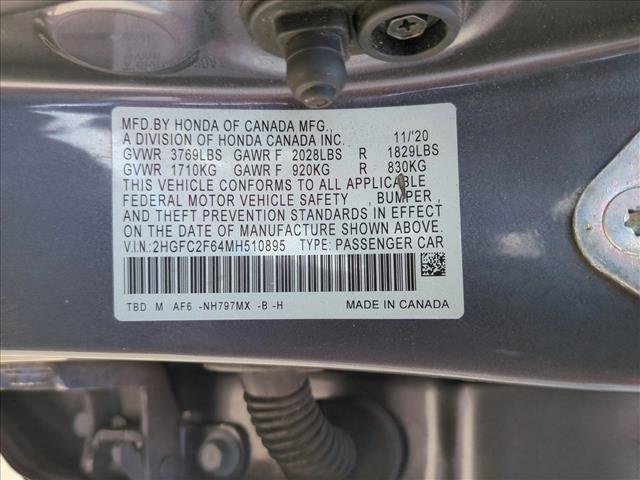 MFD.BY HONDA OF CANADA MFG.,
A DIVISION OF HONDA CANADA INC. 11/'20
GVWR 3769LBS GAWR F 2028LBS R 1829LBS
GVWR 1710KG GAWR F 920KG R 830KG
THIS VEHICLE CONFORMS TO ALL APPLICABLE
FEDERAL MOTOR VEHICLE SAFETY, BUMPER,
AND THEFT PREVENTION STANDARDS IN EFFECT
ON THE DATE OF MANUFACTURE SHOWN ABOVE.
V.I.N.: 2HGFC2F64MH510895 TYPE: PASSENGER CAR
TBD M AF6 -NH797MX -B -H MADE IN CANADA